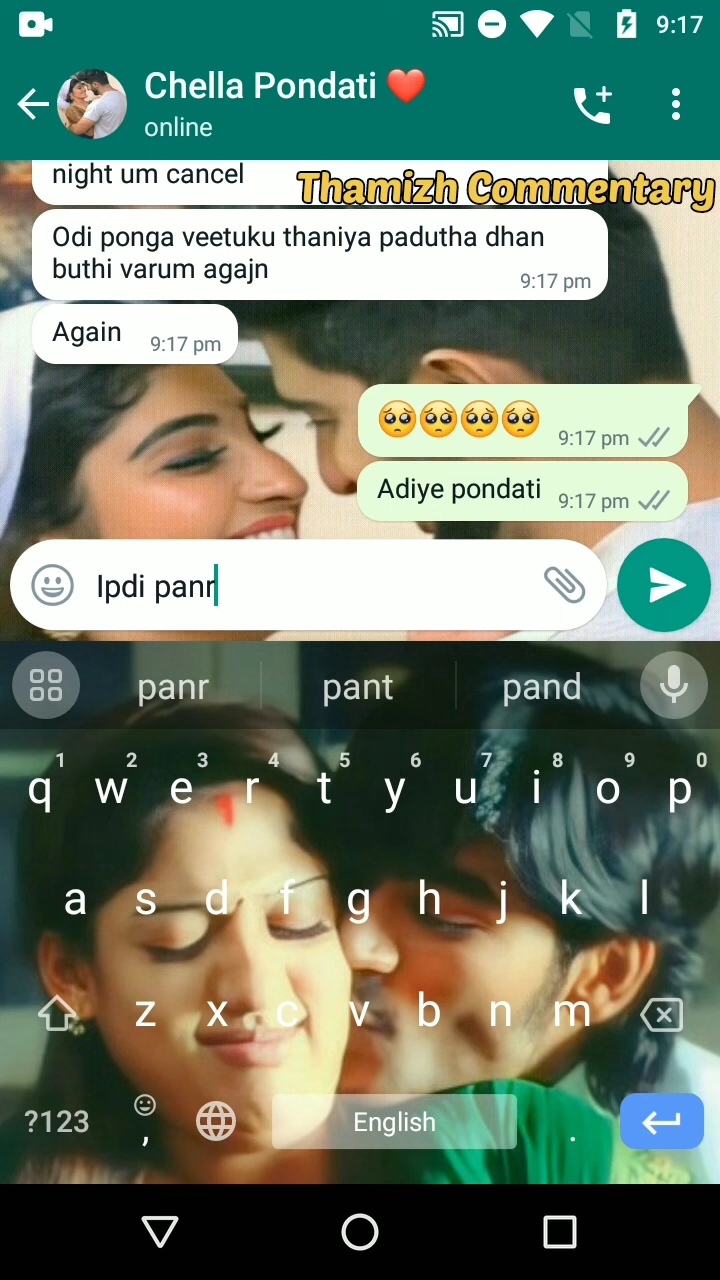 9:17
Chella Pondati ❤️
online
night um cancel
Thamizh Commentary
Odi ponga veetuku thaniya padutha dhan
buthi varum agajn
9:17 pm
Again 9:17 pm
🥺🥺🥺🥺 9:17 pm
Adiye pondati 9:17 pm
Ipdi panr
panr pant pand
1 2 3 4 5 6 7 8 9 0
q w e r t y u i o p
a s d f g h j k l
z x c v b n m
?123 , English .